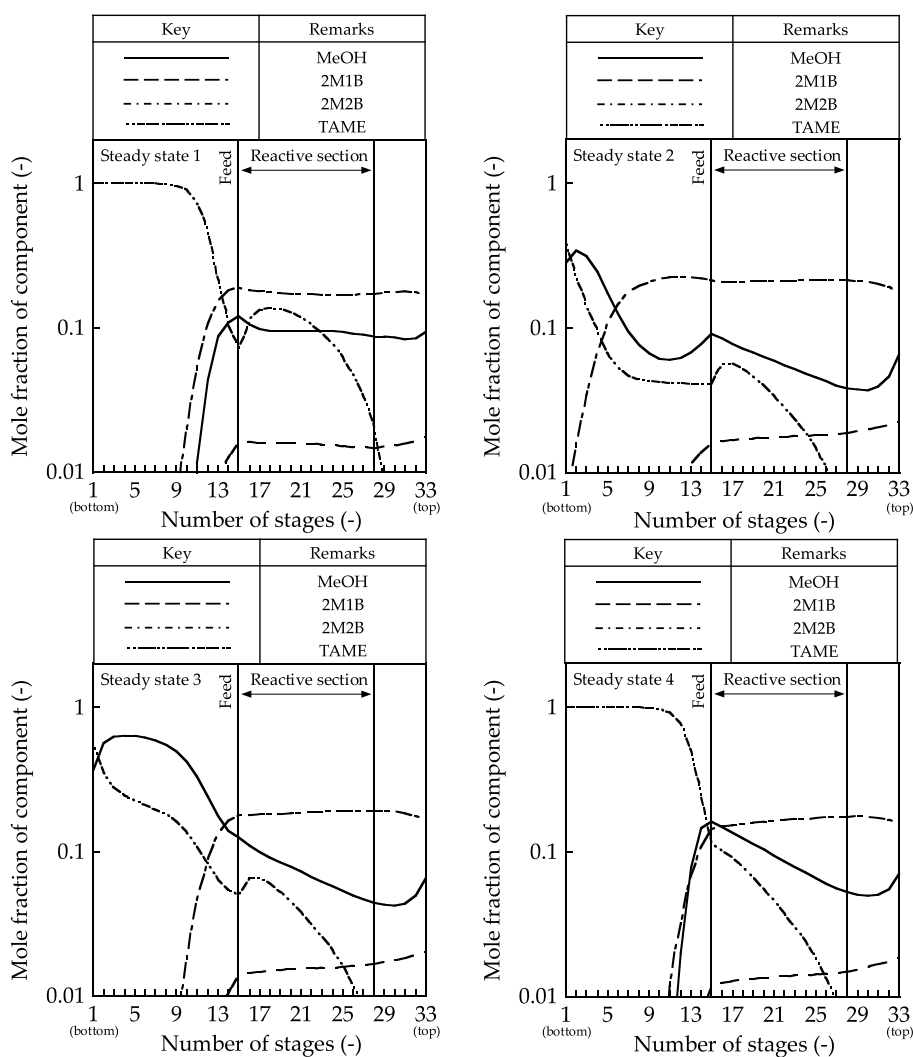 Key Remarks
MeOH
2M1B
2M2B
TAME
Steady state 1 Feed Reactive section
Mole fraction of component (-)
1
0.1
0.01
1 9 13 17 21 25 29 33
(bottom) (top)
Number of stages (-)
Key Remarks
MeOH
2M1B
2M2B
TAME
Steady state 2 Feed Reactive section
Mole fraction of component (-)
1
0.1
0.01
1 5 9 13 17 21 25 29 33
(bottom) (top)
Number of stages (-)
Key Remarks
MeOH
2M1B
2M2B
TAME
Steady state 3 Feed Reactive section
Mole fraction of component (-)
1
0.1
0.01
1 5 9 13 17 21 25 29 33
(bottom) (top)
Number of stages (-)
Key Remarks
MeOH
2M1B
2M2B
TAME
Steady state 4 Feed Reactive section
Mole fraction of component (-)
1
0.1
0.01
1 5 9 13 17 21 25 29 33
(bottom) (top)
Number of stages (-)